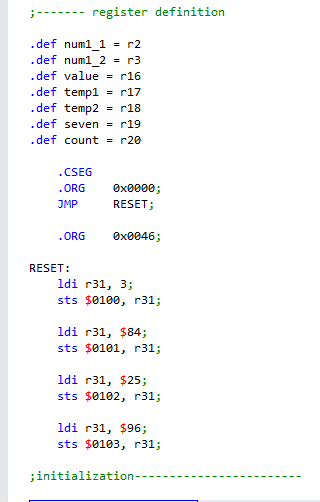 ;------- register definition
.def num1_1 = r2
.def num1_2 = r3
.def value = r16
.def temp1 = r17
.def temp2 = r18
.def seven = r19
.def count = r20
.CSEG
.ORG 0x0000;
JMP RESET;
.ORG 0x0046;
RESET:
ldi r31, 3;
sts $0100, r31;
ldi r31, $84;
sts $0101, r31;
ldi r31, $25;
sts $0102, r31;
ldi r31, $96;
sts $0103, r31;
;initialization------------------------